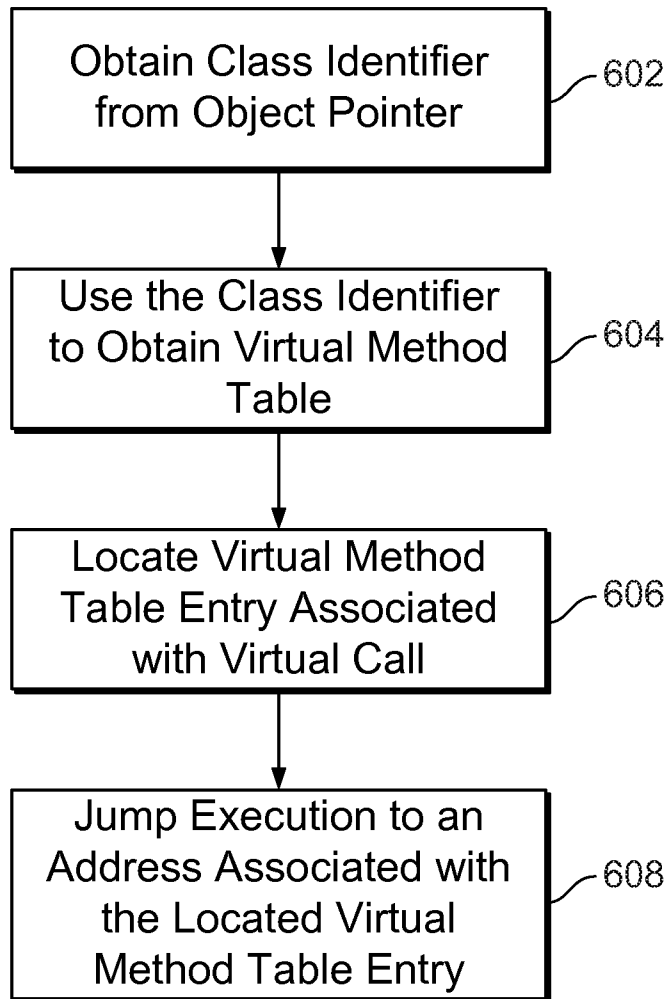 Obtain Class Identifier
from Object Pointer
602
Use the Class Identifier
to Obtain Virtual Method
Table
604
Locate Virtual Method
Table Entry Associated
with Virtual Call
606
Jump Execution to an
Address Associated with
the Located Virtual
Method Table Entry
608